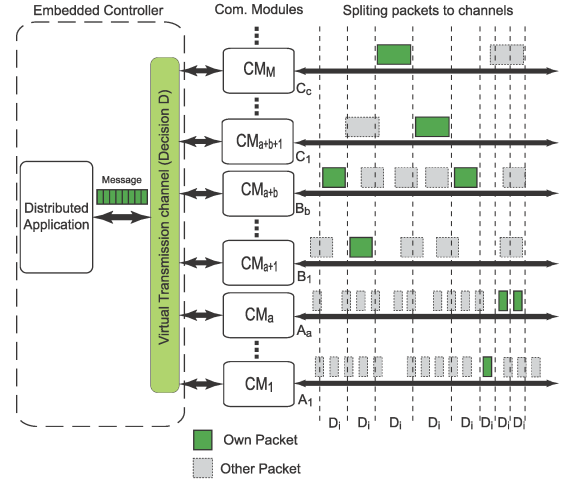 Embedded Controller
Com. Modules
Spliting packets to channels
CM_M
C_c
CM_a+b+1
C_1
Message
CM_a+b
B_b
Distributed
Application
Virtual Transmission channel (Decision D)
CM_a+1
B_1
CM_a
A_a
CM_1
A_1
D_i D_i D_i D_i D_i D_i D_i D_i
Own Packet
Other Packet